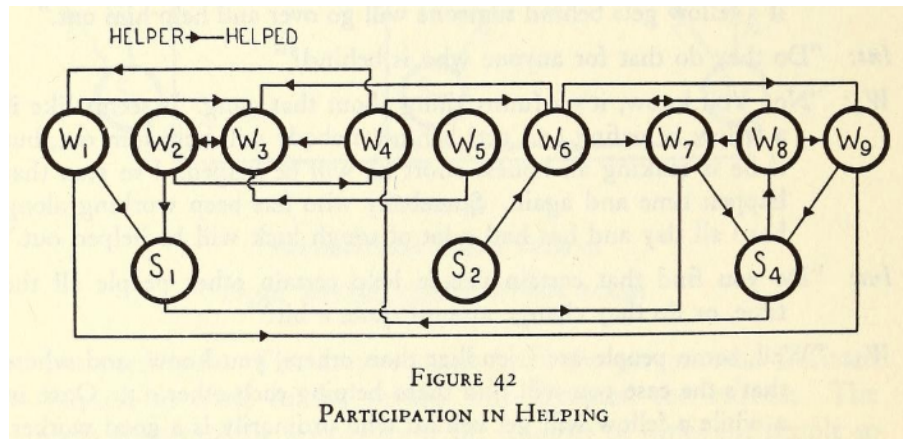 HELPER HELPED
W1 W2 W3 W4 W5 W6 W7 W8 W9
S1 S2 S4
FIGURE 42
PARTICIPATION IN HELPING